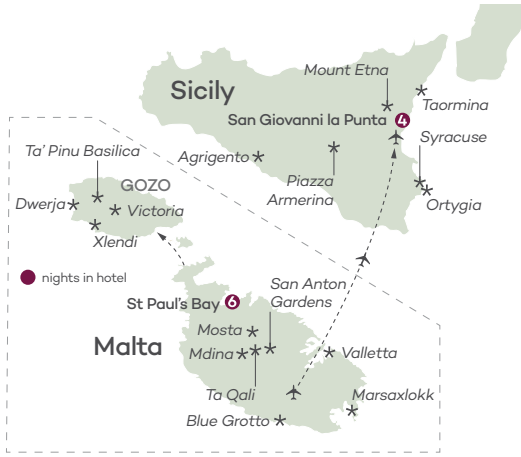 Mount Etna
Sicily
Taormina
San Giovanni la Punta
4
Syracuse
Agrigento
Piazza
Armerina
Ortygia
Ta' Pinu Basilica
GOZO
Dwerja
Victoria
Xlendi
nights in hotel
San Anton
Gardens
St Paul's Bay
6
Mosta
Malta
Mdina
Valletta
Ta Qali
Marsaxlokk
Blue Grotto